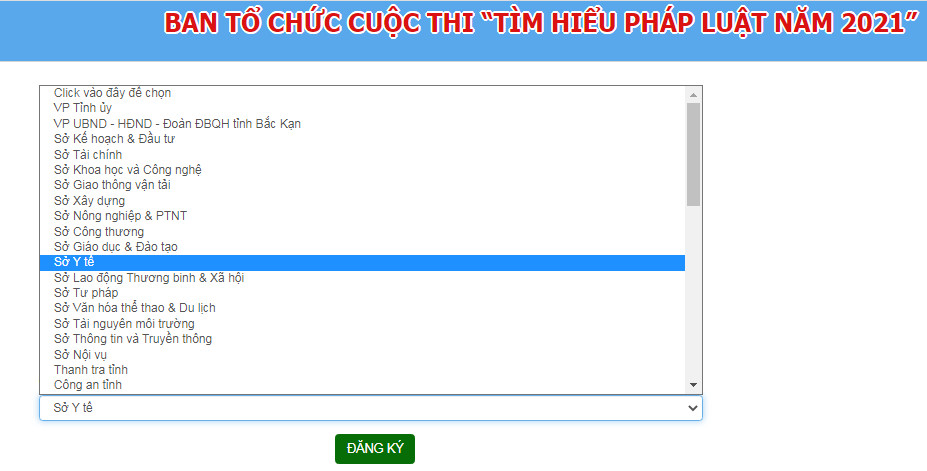 BAN TỔ CHỨC CUỘC THI “TÌM HIỂU PHÁP LUẬT NĂM 2021”
Click vào đây để chọn
VP Tỉnh ủy
VP UBND - HĐND - Đoàn ĐBQH tỉnh Bắc Kạn
Sở Kế hoạch & Đầu tư
Sở Tài chính
Sở Khoa học và Công nghệ
Sở Giao thông vận tải
Sở Xây dựng
Sở Nông nghiệp & PTNT
Sở Công thương
Sở Giáo dục & Đào tạo
Sở Y tế
Sở Lao động Thương binh & Xã hội
Sở Tư pháp
Sở Văn hóa thể thao & Du lịch
Sở Tài nguyên môi trường
Sở Thông tin và Truyền thông
Sở Nội vụ
Thanh tra tỉnh
Công an tỉnh
Sở Y tế
ĐĂNG KÝ